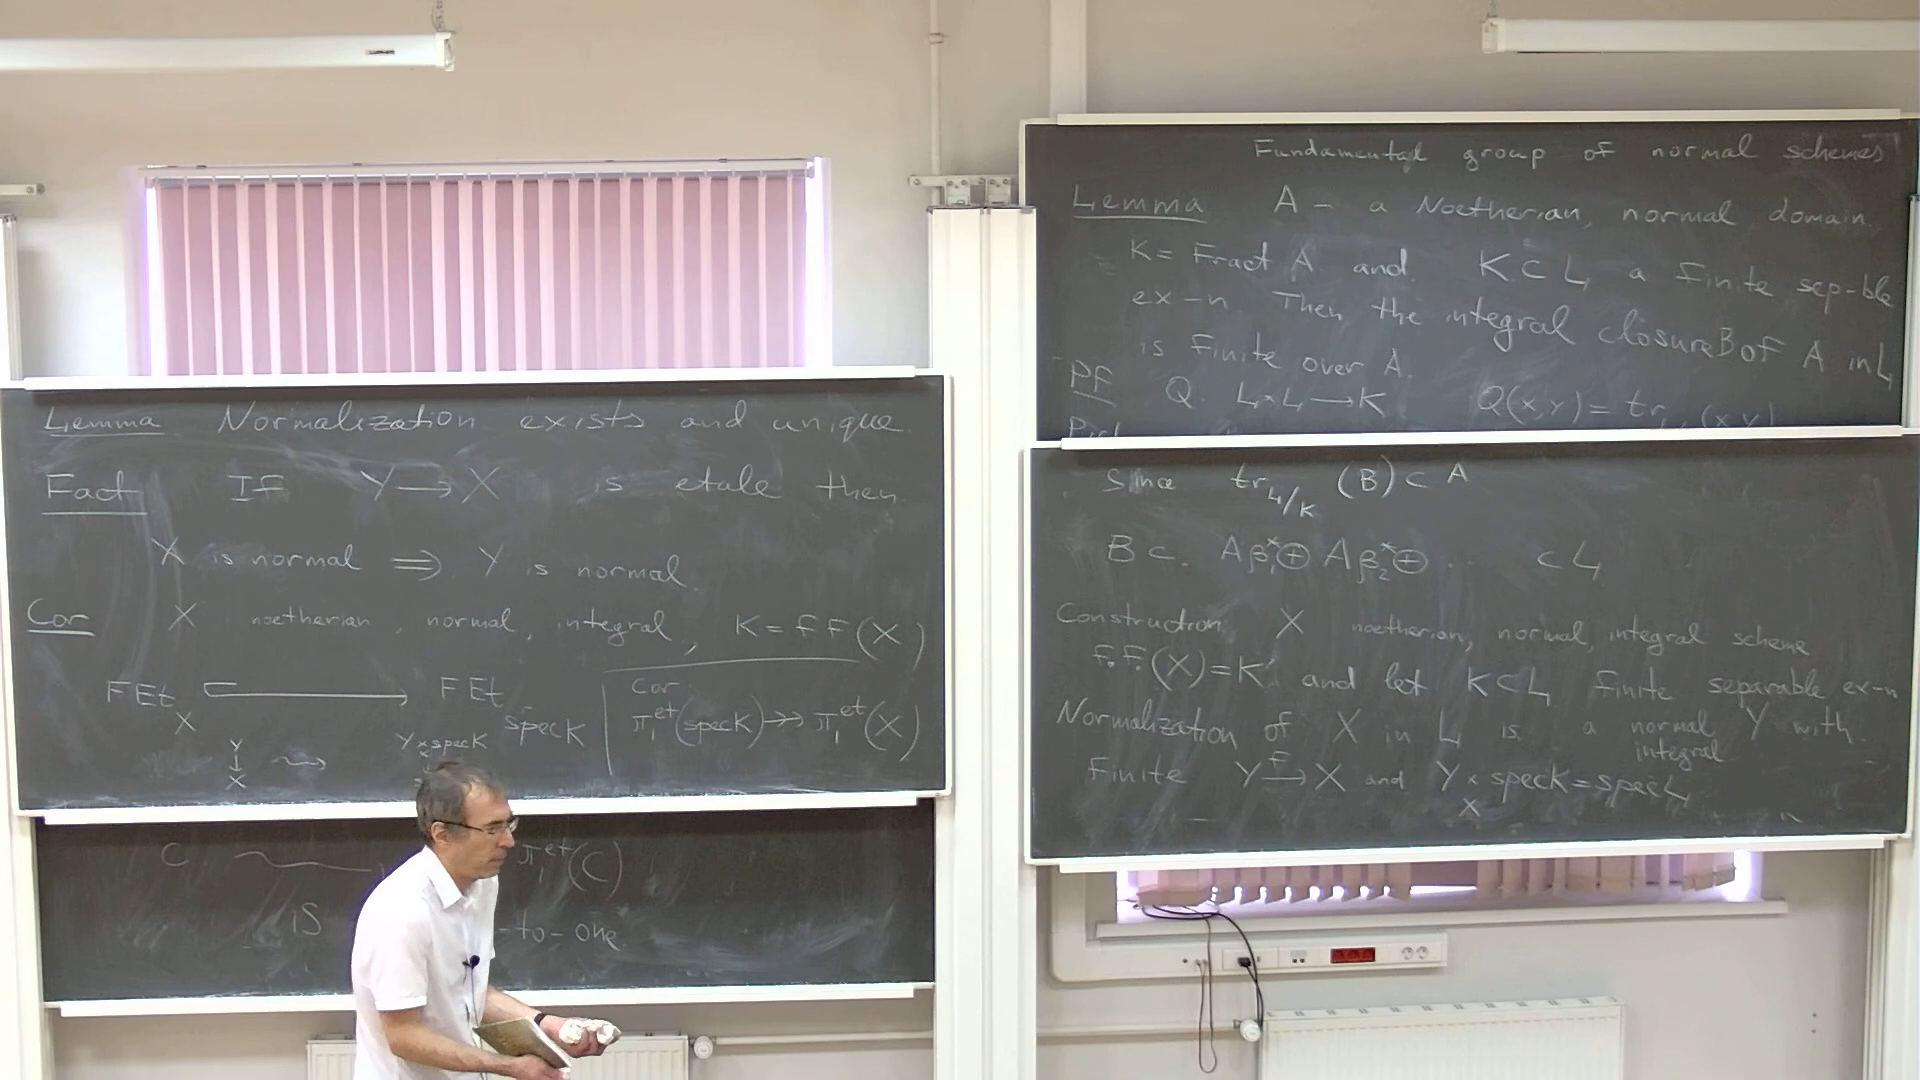 Fundamental group of normal schemes
Lemma A – a Noetherian, normal domain,
K = Fract A and K ⊂ L a finite sep-ble
ex-n Then the integral closure B of A in L
is finite over A.
PF Q: L×L → K Q(x,y) = tr (x y)
Since tr_{L/K} (B) ⊂ A
B ⊂ Aβ₁* ⊕ Aβ₂* ⊕ ... ⊂ L
Construction X noetherian, normal, integral scheme
f.f.(X) = K and let K ⊂ L finite separable ex-n
Normalization of X in L is a normal integral Y with
finite Y →^f X and Y ×_X spec K = spec L
Lemma Normalization exists and unique
Fact If Y → X is etale then
X is normal ⟹ Y is normal.
Cor X noetherian, normal, integral, K = ff(X)
FEt_X ↪ FEt_{spec K}
Y ↓ X ⇝ Y ×_X spec K
Cor
π₁^et(spec K) ↠ π₁^et(X)
C π₁^et(C)
is -to-one